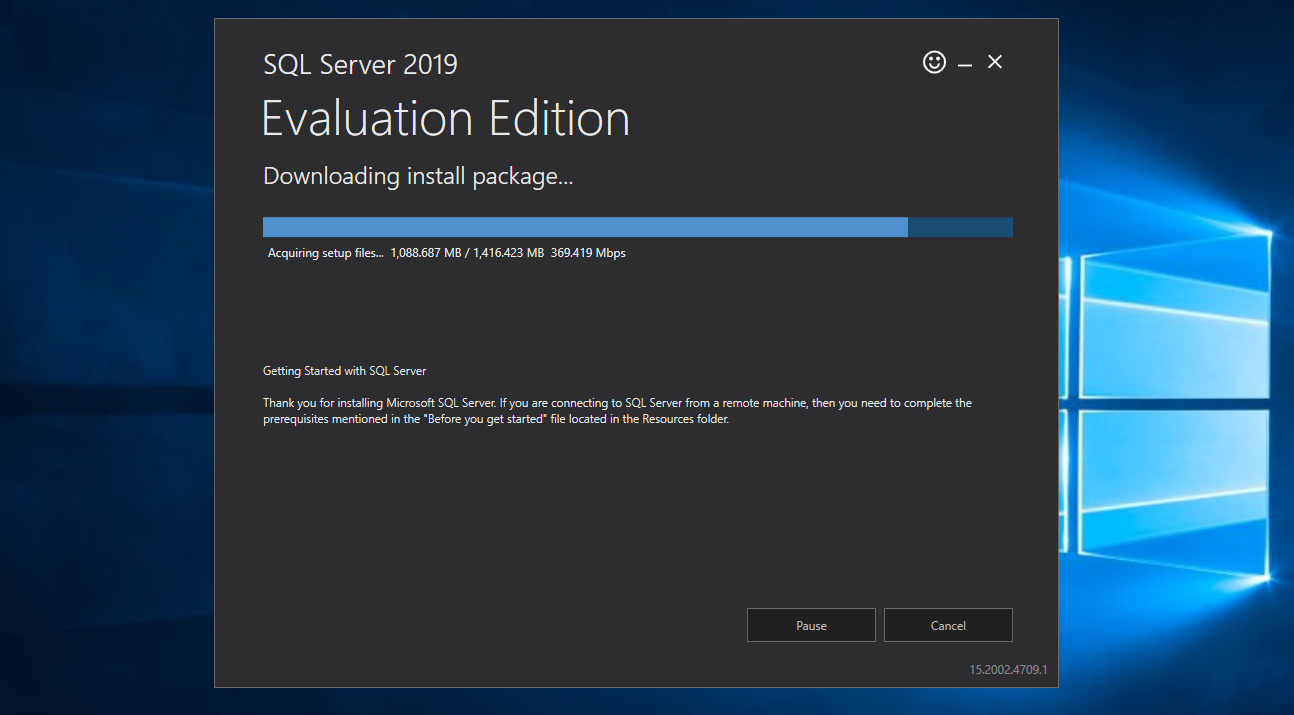 SQL Server 2019
Evaluation Edition
Downloading install package...
Acquiring setup files... 1,088.687 MB / 1,416.423 MB 369.419 Mbps
Getting Started with SQL Server
Thank you for installing Microsoft SQL Server. If you are connecting to SQL Server from a remote machine, then you need to complete the
prerequisites mentioned in the "Before you get started" file located in the Resources folder.
Pause
Cancel
15.2002.4709.1